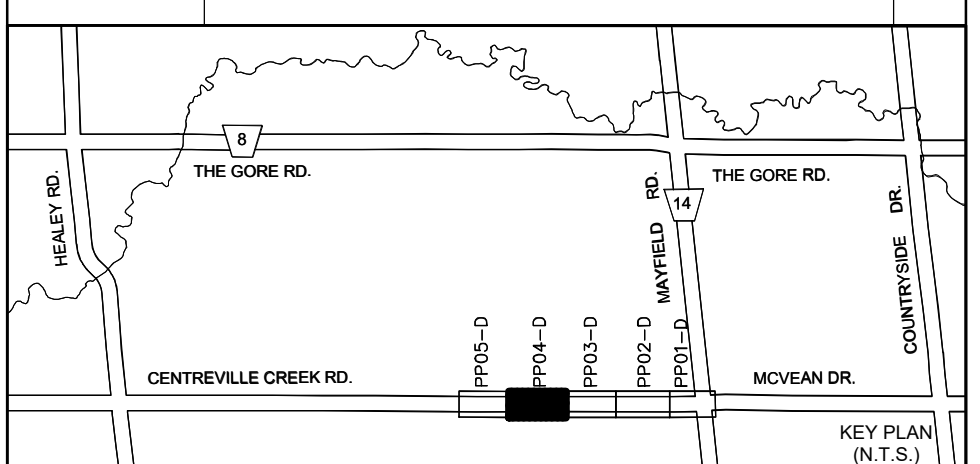 8
THE GORE RD.
THE GORE RD.
HEALEY RD.
MAYFIELD RD.
14
COUNTRYSIDE DR.
PP05-D
PP04-D
PP03-D
PP02-D
PP01-D
CENTREVILLE CREEK RD.
MCVEAN DR.
KEY PLAN
(N.T.S.)